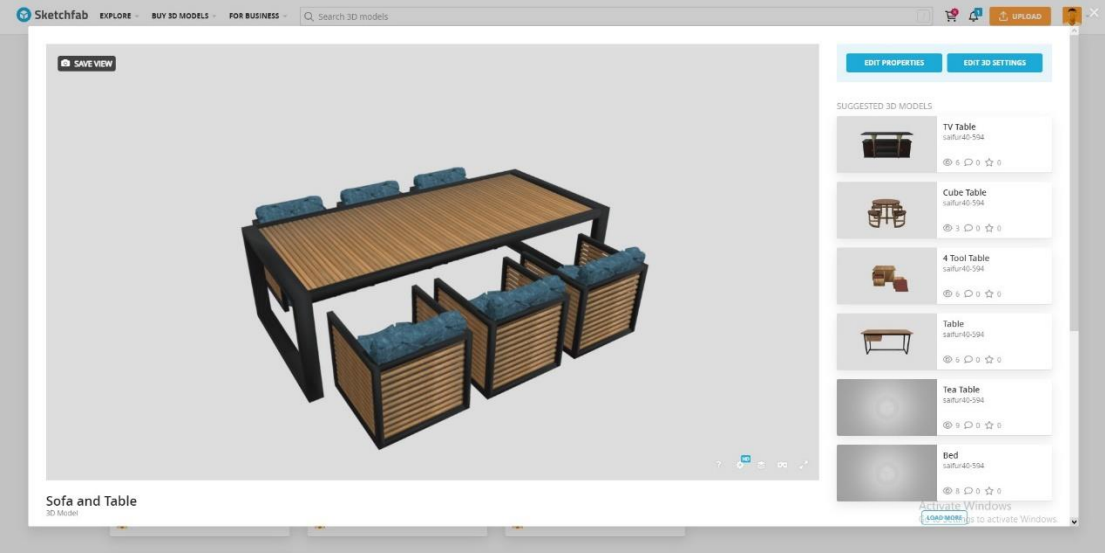 Sketchfab EXPLORE BUY 3D MODELS FOR BUSINESS Search 3D models UPLOAD
SAVE VIEW
HD
?
Sofa and Table
3D Model
EDIT PROPERTIES EDIT 3D SETTINGS
SUGGESTED 3D MODELS
TV Table
saifur40-594
6 0 0
Cube Table
saifur40-594
3 0 0
4 Tool Table
saifur40-594
6 0 0
Table
saifur40-594
6 0 0
Tea Table
saifur40-594
9 0 0
Bed
saifur40-594
8 0 0
Activate Windows
LOAD MORE
to activate Windows.